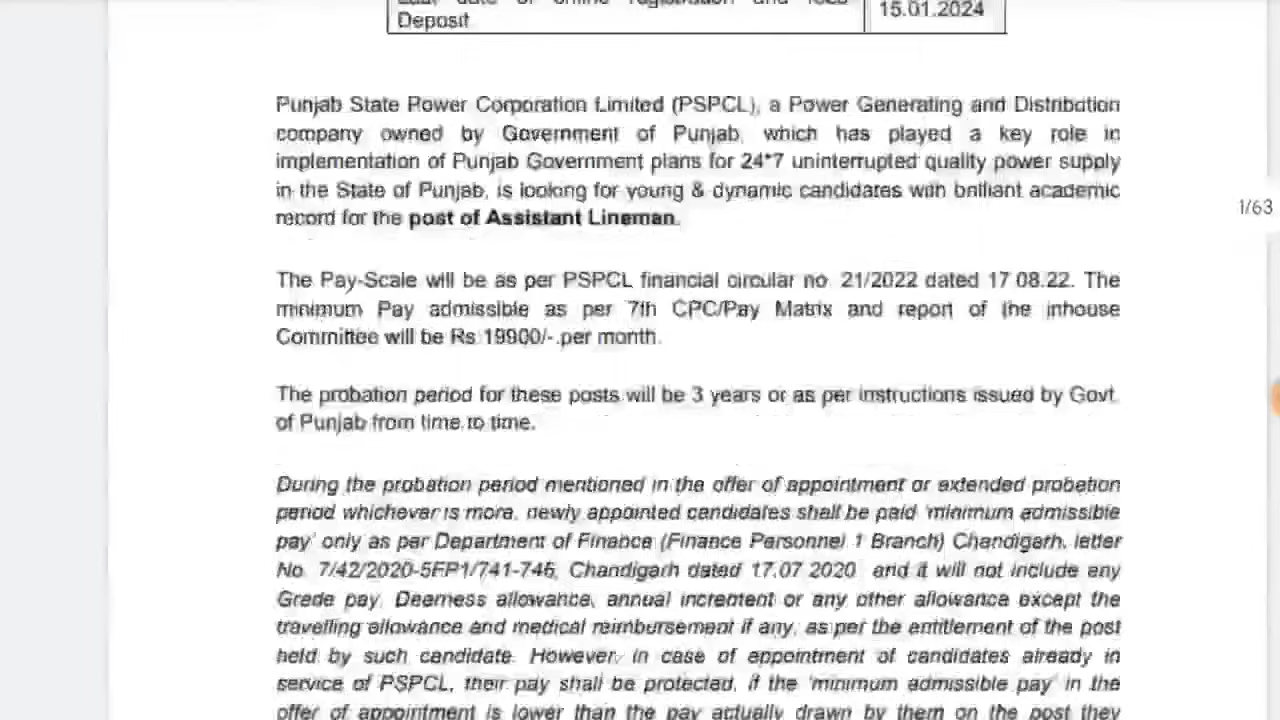 Last date of online registration and fees
Deposit
15.01.2024
Punjab State Power Corporation Limited (PSPCL), a Power Generating and Distribution
company owned by Government of Punjab, which has played a key role in
implementation of Punjab Government plans for 24*7 uninterrupted quality power supply
in the State of Punjab, is looking for young & dynamic candidates with brilliant academic
record for the post of Assistant Lineman.
1/63
The Pay-Scale will be as per PSPCL financial circular no. 21/2022 dated 17.08.22. The
minimum Pay admissible as per 7th CPC/Pay Matrix and report of the inhouse
Committee will be Rs 19900/- per month.
The probation period for these posts will be 3 years or as per instructions issued by Govt.
of Punjab from time to time.
During the probation period mentioned in the offer of appointment or extended probation
period whichever is more, newly appointed candidates shall be paid 'minimum admissible
pay' only as per Department of Finance (Finance Personnel 1 Branch) Chandigarh, letter
No. 7/42/2020-5FP1/741-746, Chandigarh dated 17.07.2020 and it will not include any
Grade pay, Dearness allowance, annual increment or any other allowance except the
travelling allowance and medical reimbursement if any, as per the entitlement of the post
held by such candidate. However, in case of appointment of candidates already in
service of PSPCL, their pay shall be protected, if the 'minimum admissible pay' in the
offer of appointment is lower than the pay actually drawn by them on the post they